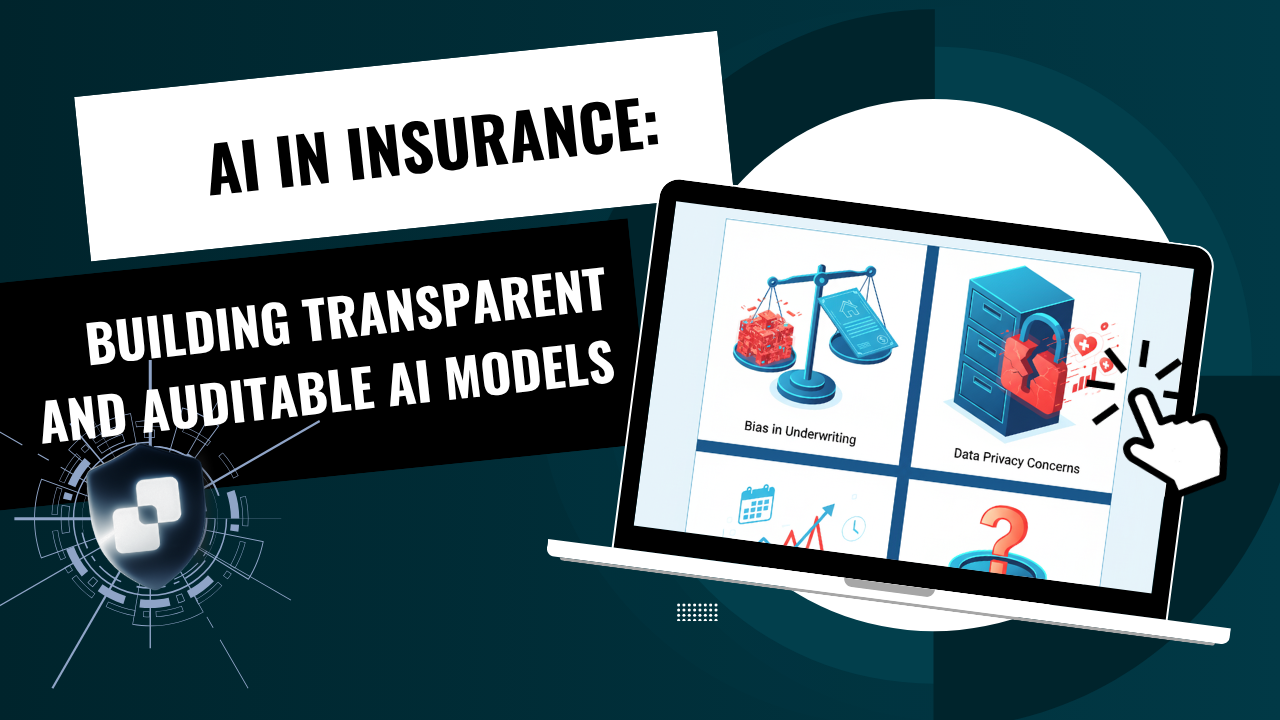 AI IN INSURANCE:
BUILDING TRANSPARENT
AND AUDITABLE AI MODELS
Bias in Underwriting
Data Privacy Concerns